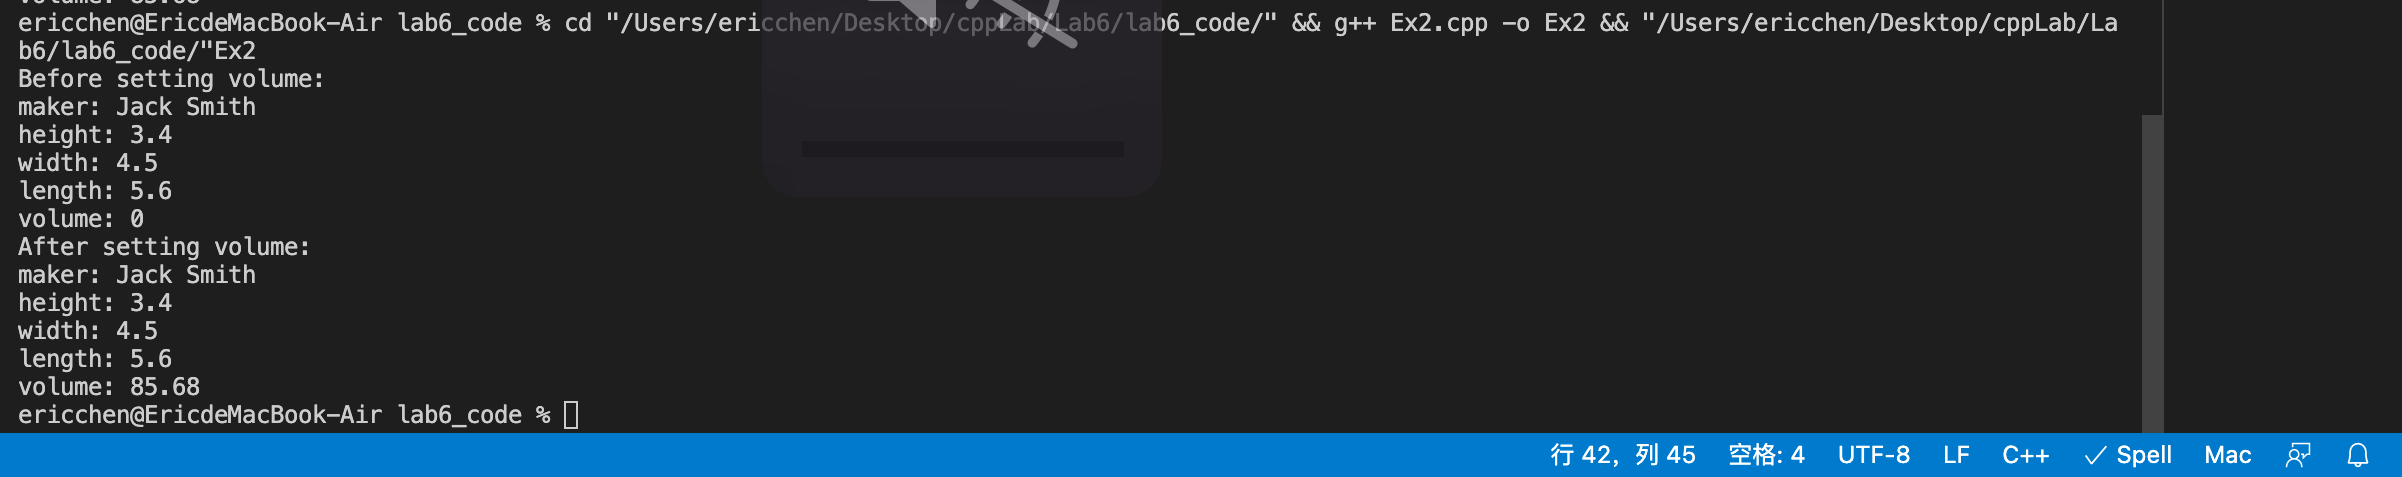 ericchen@EricdeMacBook-Air lab6_code % cd "/Users/ericchen/Desktop/cppLab/Lab6/lab6_code/" && g++ Ex2.cpp -o Ex2 && "/Users/ericchen/Desktop/cppLab/La
b6/lab6_code/"Ex2
Before setting volume:
maker: Jack Smith
height: 3.4
width: 4.5
length: 5.6
volume: 0
After setting volume:
maker: Jack Smith
height: 3.4
width: 4.5
length: 5.6
volume: 85.68
ericchen@EricdeMacBook-Air lab6_code %
行 42，列 45 空格: 4 UTF-8 LF C++ Spell Mac